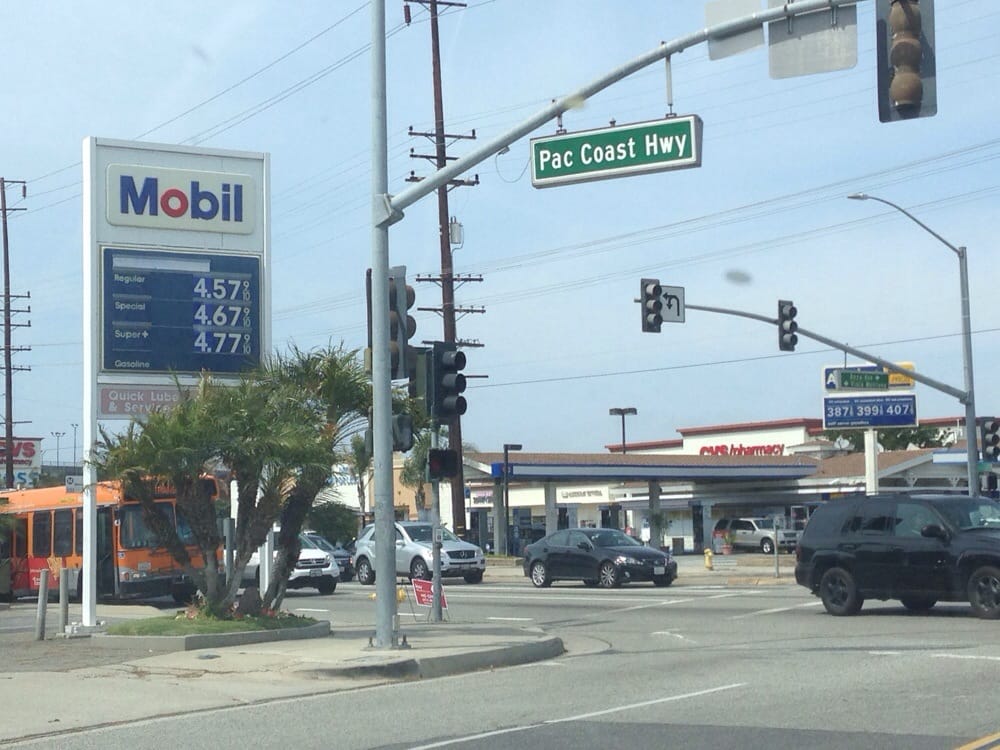 Pac Coast Hwy
Mobil
Regular 4.57 9/10
Special 4.67 9/10
Super+ 4.77 9/10
Gasoline
Quick Lube
& Service
CVS
CVS/pharmacy
387 399 407